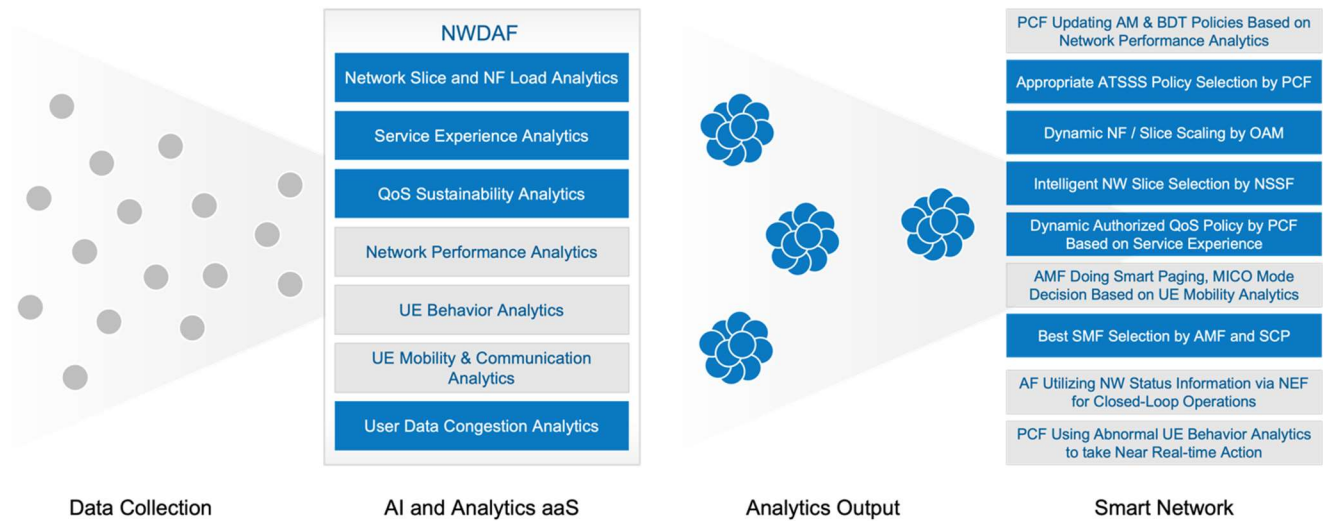 NWDAF
Network Slice and NF Load Analytics
Service Experience Analytics
QoS Sustainability Analytics
Network Performance Analytics
UE Behavior Analytics
UE Mobility & Communication
Analytics
User Data Congestion Analytics
PCF Updating AM & BDT Policies Based on
Network Performance Analytics
Appropriate ATSSS Policy Selection by PCF
Dynamic NF / Slice Scaling by OAM
Intelligent NW Slice Selection by NSSF
Dynamic Authorized QoS Policy by PCF
Based on Service Experience
AMF Doing Smart Paging, MICO Mode
Decision Based on UE Mobility Analytics
Best SMF Selection by AMF and SCP
AF Utilizing NW Status Information via NEF
for Closed-Loop Operations
PCF Using Abnormal UE Behavior Analytics
to take Near Real-time Action
Data Collection
AI and Analytics aaS
Analytics Output
Smart Network